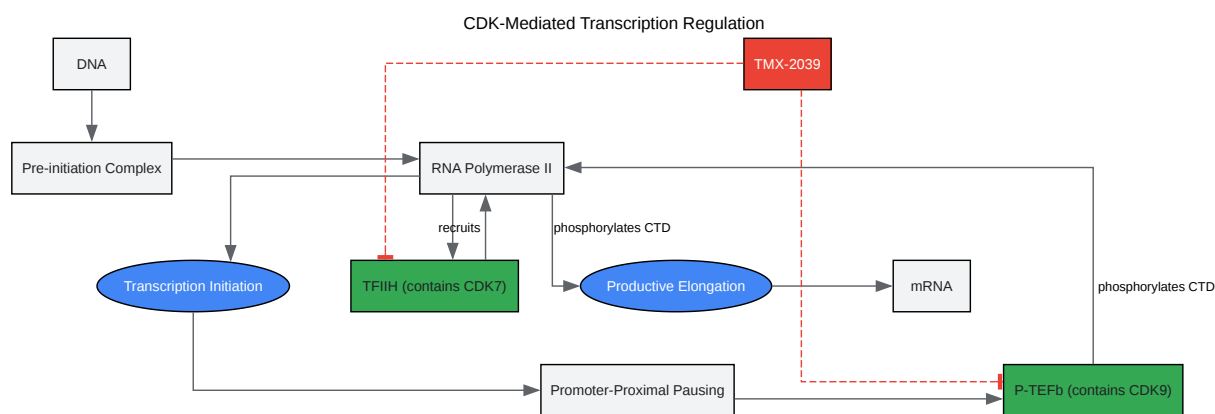 CDK-Mediated Transcription Regulation
DNA
TMX-2039
Pre-initiation Complex
RNA Polymerase II
recruits
phosphorylates CTD
Transcription Initiation
TFIIH (contains CDK7)
Productive Elongation
mRNA
phosphorylates CTD
Promoter-Proximal Pausing
P-TEFb (contains CDK9)